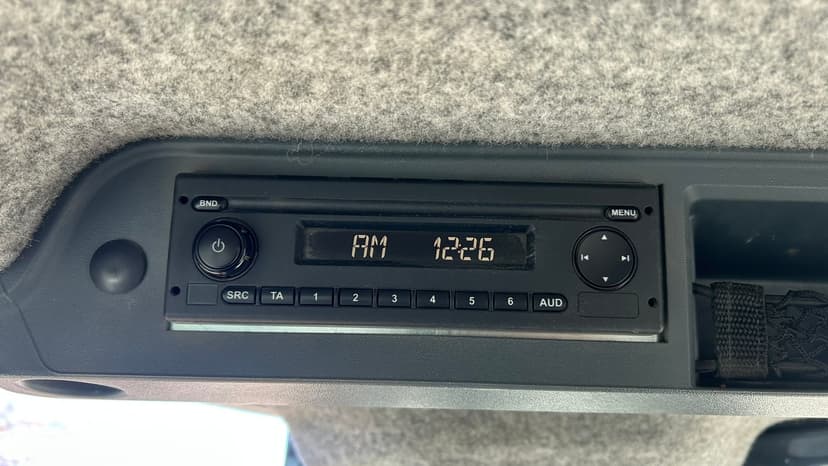 BND
MENU
AM 12:26
SRC TA 1 2 3 4 5 6 AUD